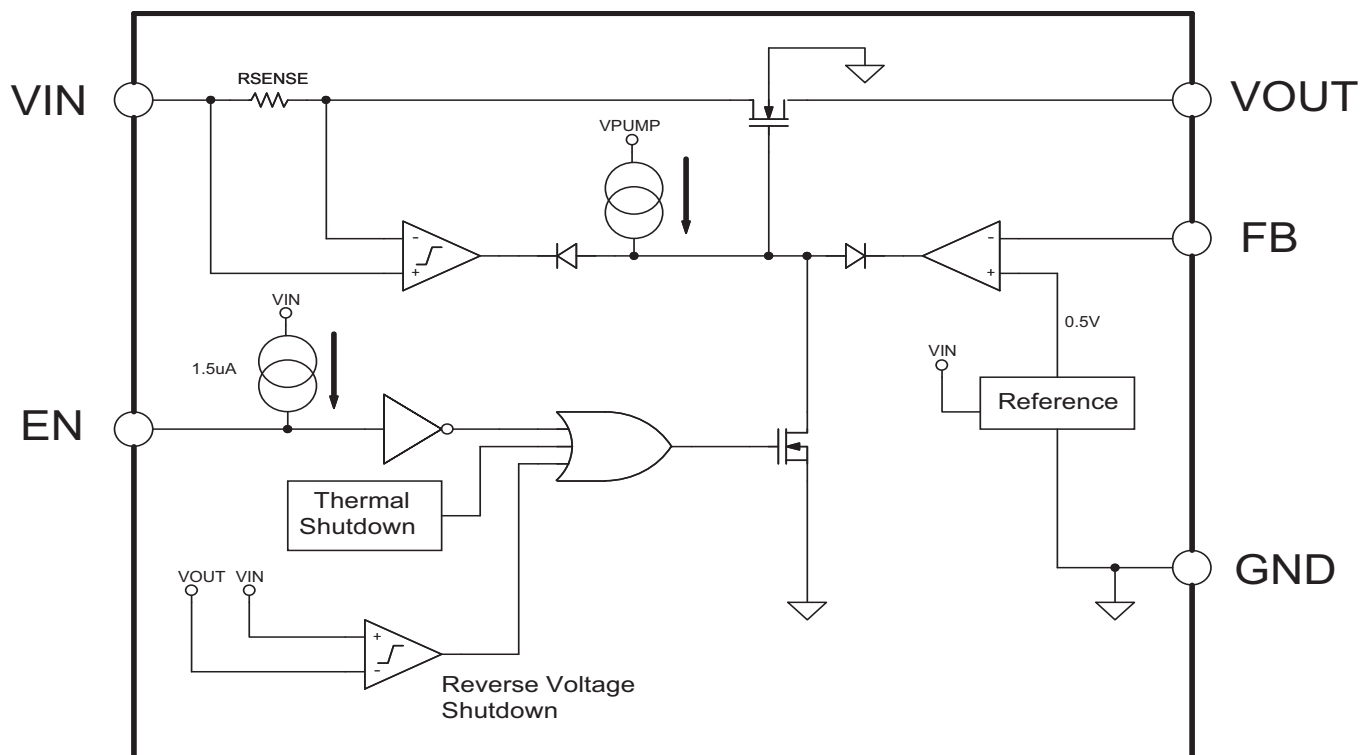 RSENSE
VIN
VOUT
VPUMP
-
+
-
+
FB
VIN
0.5V
1.5uA
VIN
Reference
EN
Thermal
Shutdown
GND
VOUT
VIN
+
-
Reverse Voltage
Shutdown